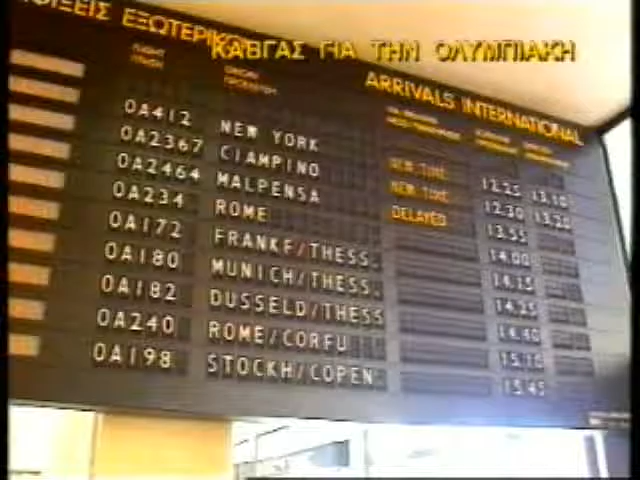 ΑΦΙΞΕΙΣ ΕΞΩΤΕΡΙΚΟΥ
ΚΑΒΓΑΣ ΓΙΑ ΤΗΝ ΟΛΥΜΠΙΑΚΗ
ARRIVALS INTERNATIONAL
FLIGHT
OA412 NEW YORK NEW TIME 12.25 13.10
OA2367 CIAMPINO NEW TIME 12.30 13.20
OA2464 MALPENSA DELAYED 13.55
OA234 ROME 14.00
OA172 FRANKF/THESS. 14.15
OA180 MUNICH/THESS. 14.25
OA182 DUSSELD/THESS 14.40
OA240 ROME/CORFU 15.10
OA198 STOCKH/COPEN 15.45